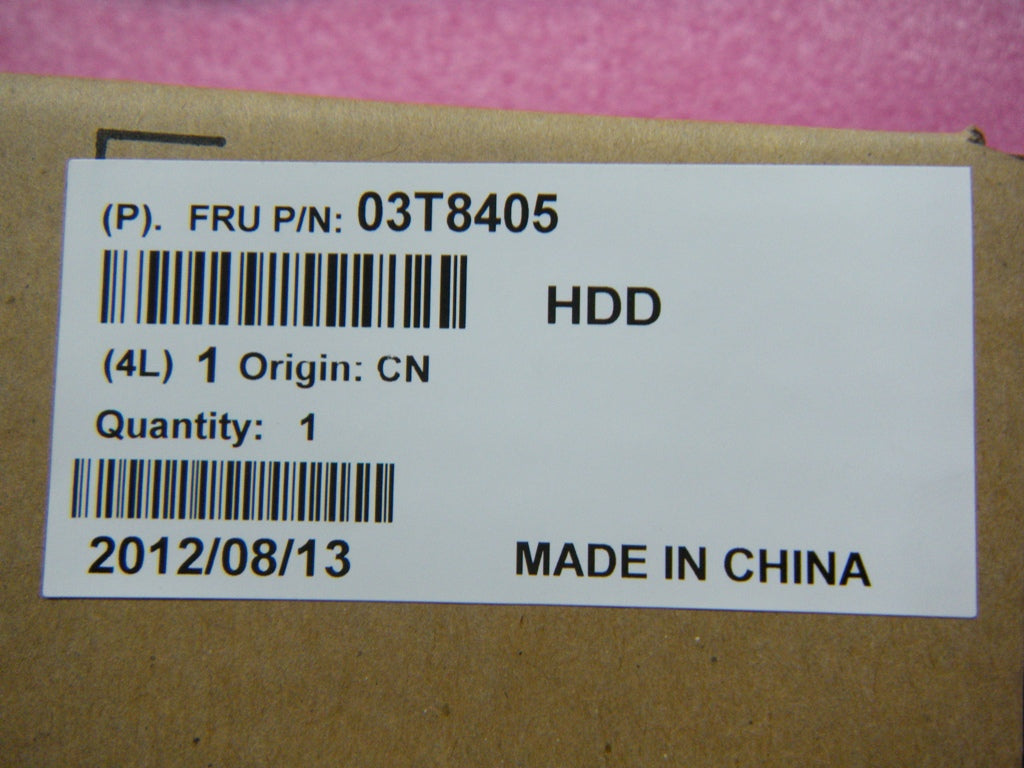 (P). FRU P/N: 03T8405
HDD
(4L) 1 Origin: CN
Quantity: 1
2012/08/13
MADE IN CHINA